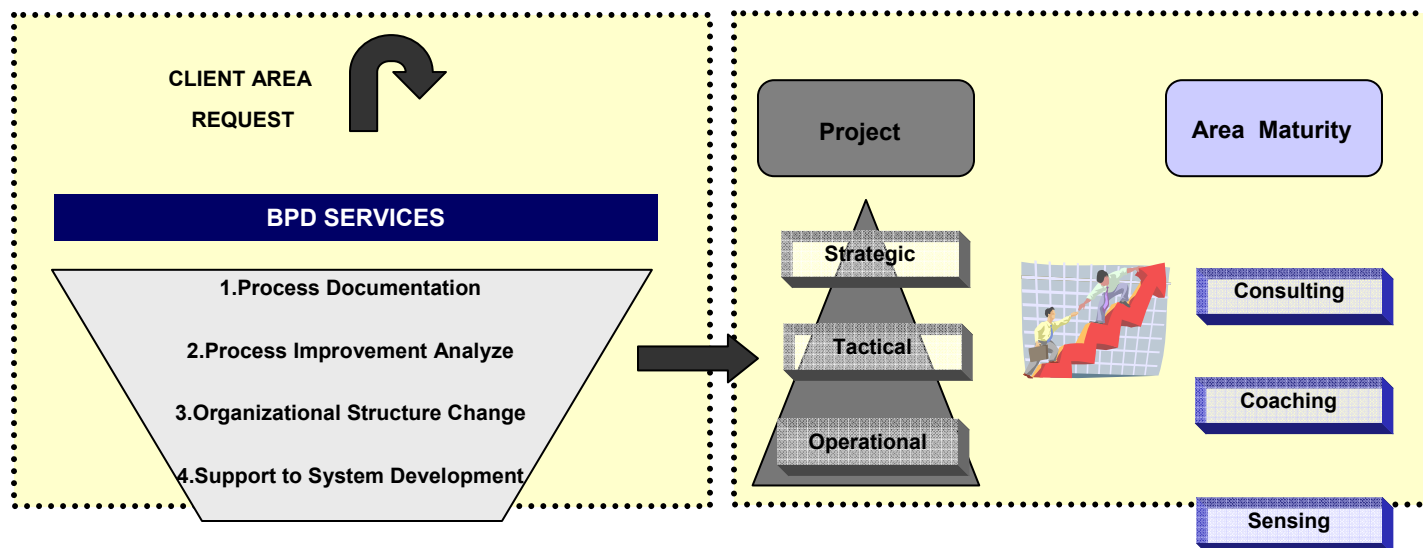 CLIENT AREA
REQUEST
BPD SERVICES
1.Process Documentation
2.Process Improvement Analyze
3.Organizational Structure Change
4.Support to System Development
Project
Strategic
Tactical
Operational
Area Maturity
Consulting
Coaching
Sensing